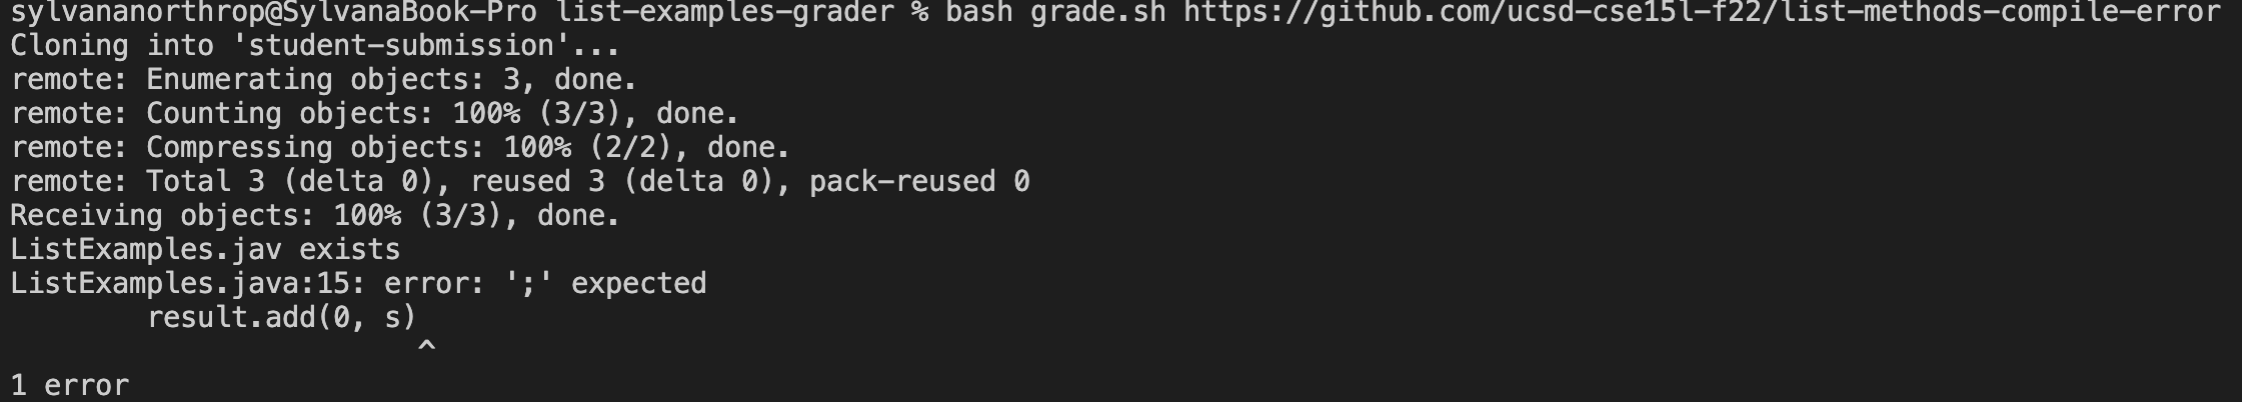 sylvananorthrop@SylvanaBook-Pro list-examples-grader % bash grade.sh https://github.com/ucsd-cse15l-f22/list-methods-compile-error
Cloning into 'student-submission'...
remote: Enumerating objects: 3, done.
remote: Counting objects: 100% (3/3), done.
remote: Compressing objects: 100% (2/2), done.
remote: Total 3 (delta 0), reused 3 (delta 0), pack-reused 0
Receiving objects: 100% (3/3), done.
ListExamples.jav exists
ListExamples.java:15: error: ';' expected
        result.add(0, s)
                        ^
1 error